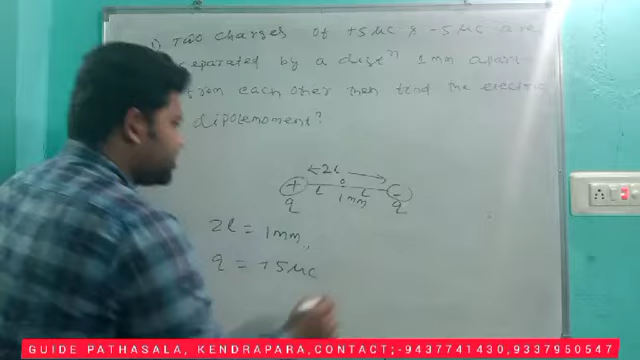 1) Two charges of +5μC & -5μC are
separated by a distⁿ 1mm apart
from each other then find the electric
dipolemoment?
←2l→
+ l o l -
q 1mm q
2l = 1mm,,
q = +5μC
GUIDE PATHASALA, KENDRAPARA,CONTACT;-9437741430,9337950547